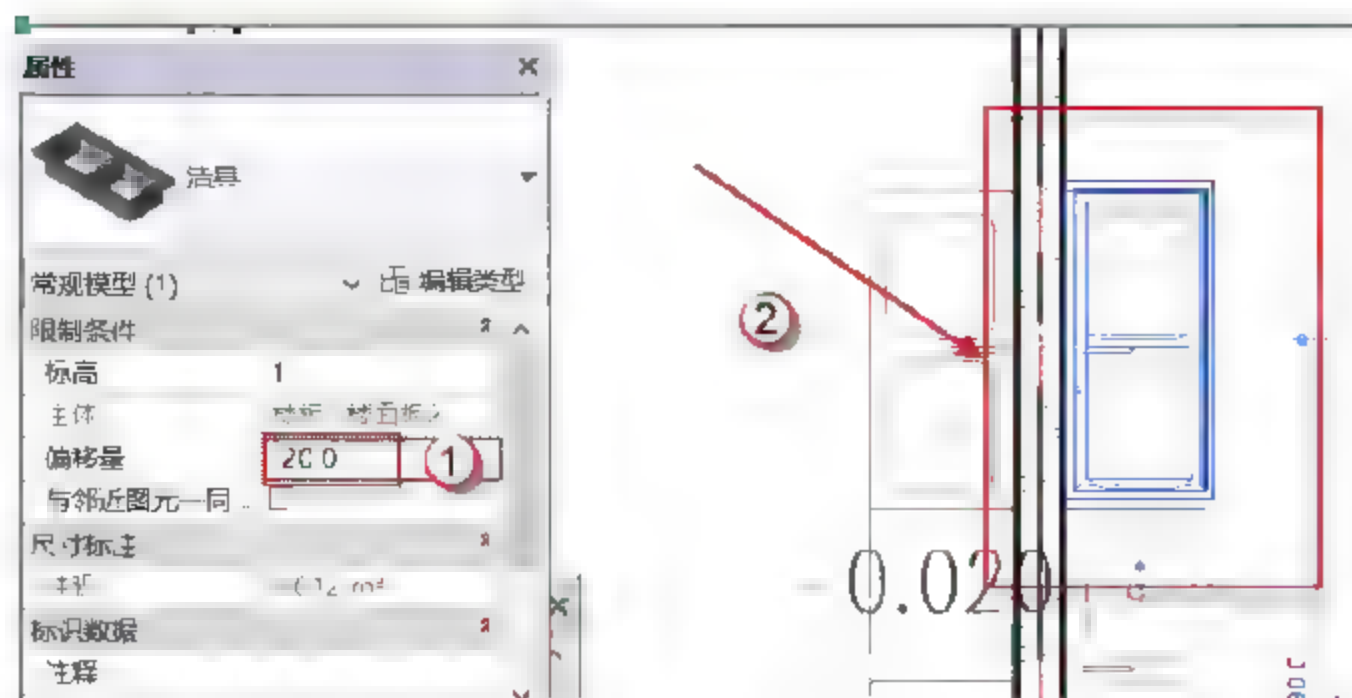 属性
洁具
常规模型 (1)
编辑类型
限制条件
标高 1
主体
偏移量 20.0 1
与邻近图元一同...
尺寸标注
标识数据
注释
2
0.020